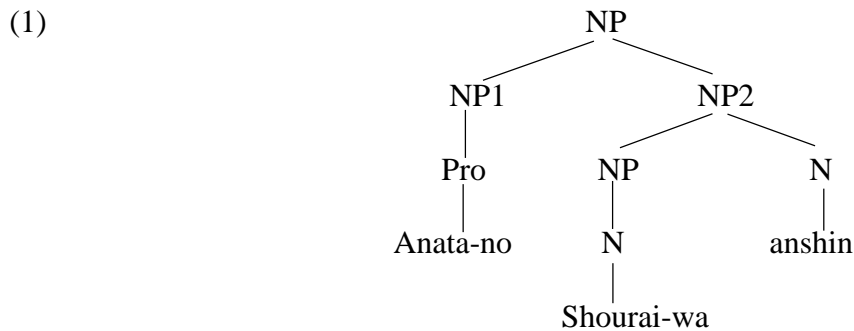 (1) NP
NP1 NP2
Pro NP N
Anata-no N anshin
Shourai-wa